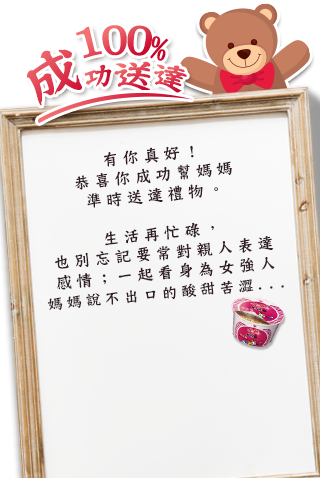 100%
成功送達
有你真好！
恭喜你成功幫媽媽
準時送達禮物。
生活再忙碌，
也別忘記要常對親人表達
感情；一起看身為女強人
媽媽說不出口的酸甜苦澀...